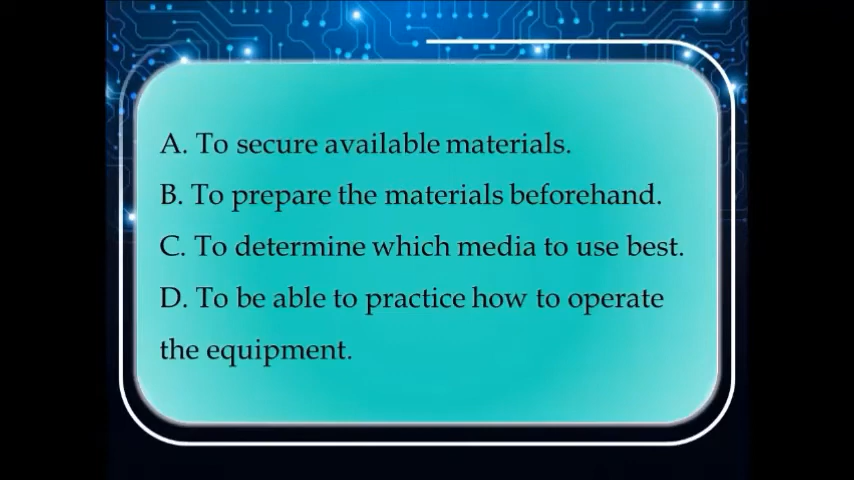 A. To secure available materials.
B. To prepare the materials beforehand.
C. To determine which media to use best.
D. To be able to practice how to operate
the equipment.